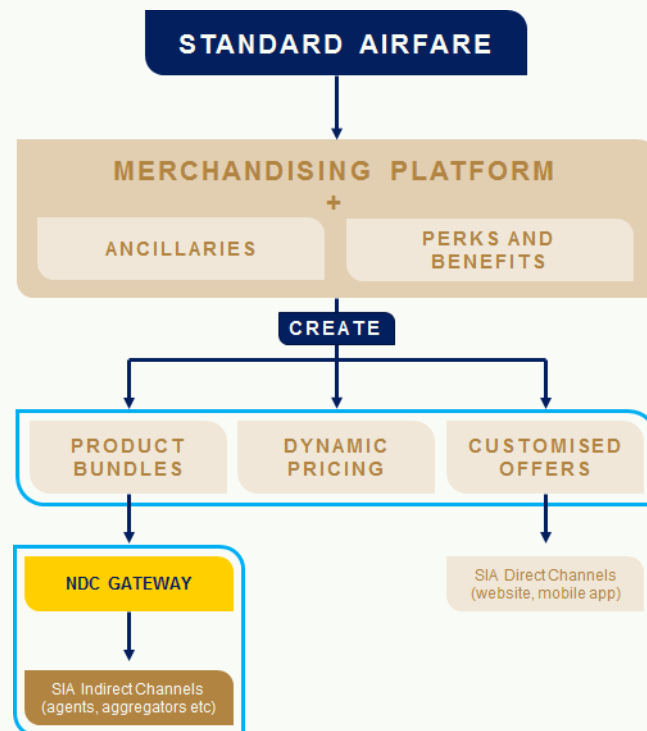 STANDARD AIRFARE
MERCHANDISING PLATFORM
+
ANCILLARIES
PERKS AND
BENEFITS
CREATE
PRODUCT
BUNDLES
DYNAMIC
PRICING
CUSTOMISED
OFFERS
NDC GATEWAY
SIA Direct Channels
(website, mobile app)
SIA Indirect Channels
(agents, aggregators etc)